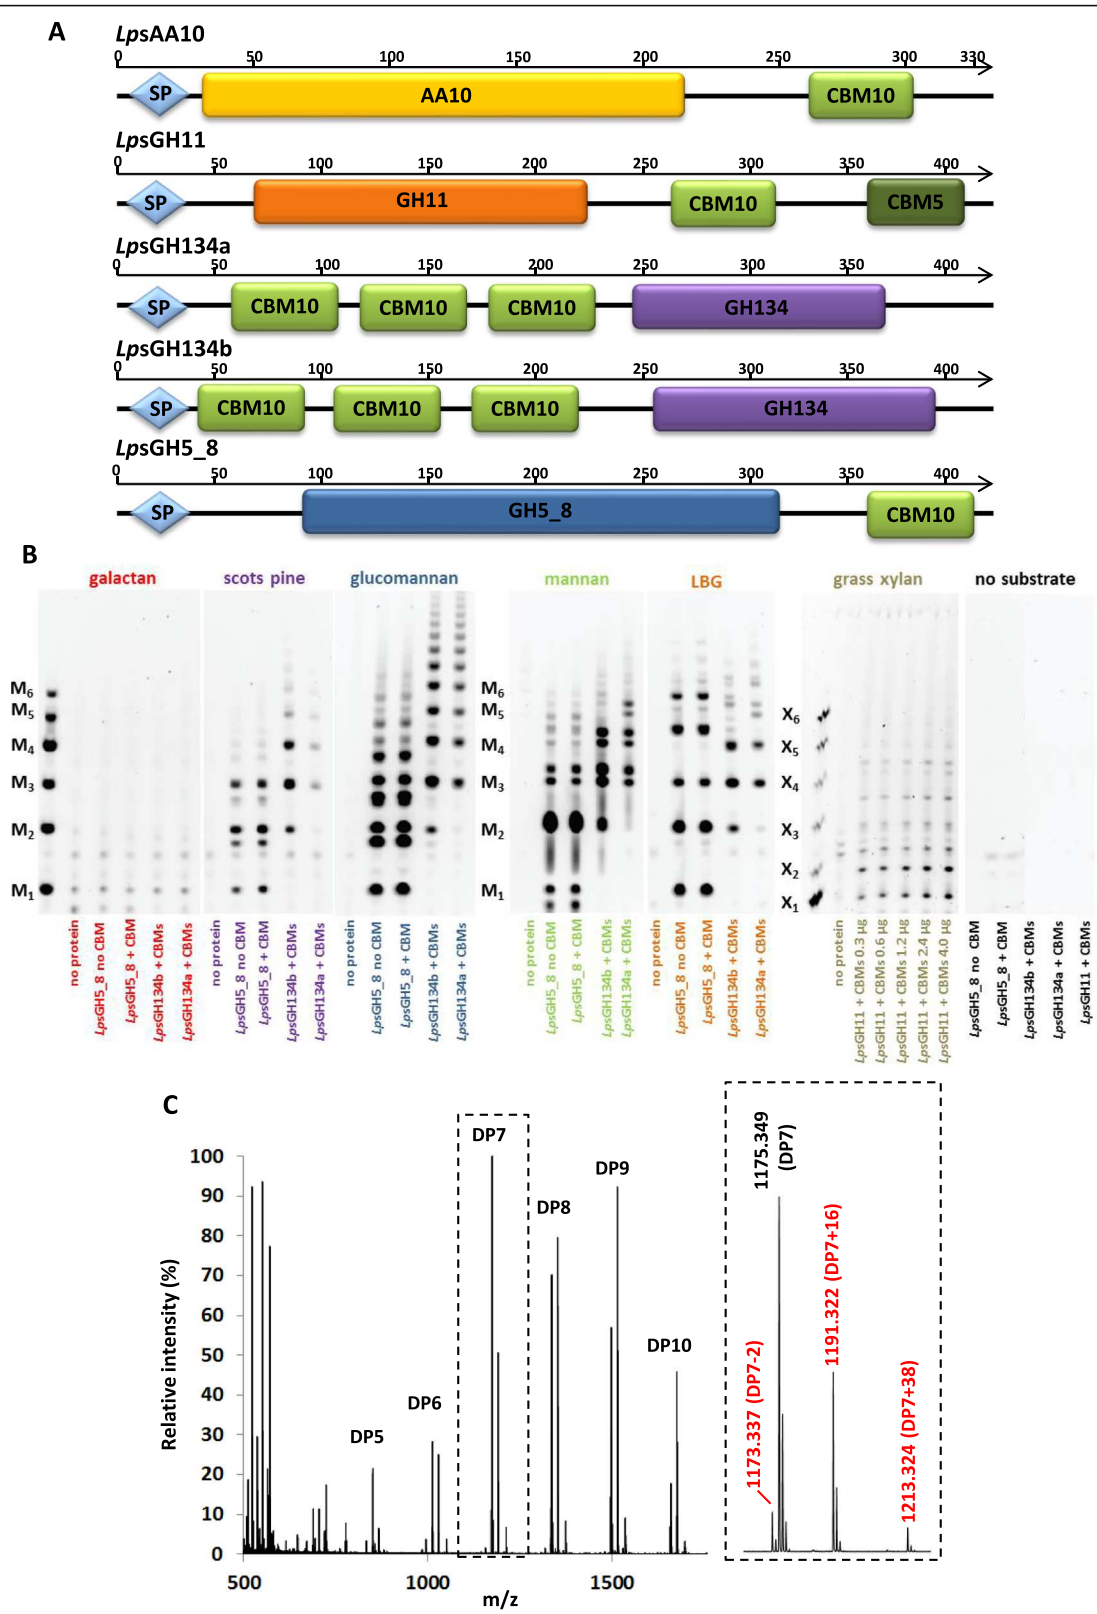 A
LpsAA10
0 50 100 150 200 250 300 330
SP AA10 CBM10
LpsGH11
0 50 100 150 200 250 300 350 400
SP GH11 CBM10 CBM5
LpsGH134a
0 50 100 150 200 250 300 350 400
SP CBM10 CBM10 CBM10 GH134
LpsGH134b
0 50 100 150 200 250 300 350 400
SP CBM10 CBM10 CBM10 GH134
LpsGH5_8
0 50 100 150 200 250 300 350 400
SP GH5_8 CBM10
B
galactan scots pine glucomannan mannan LBG grass xylan no substrate
M6
M5
M4
M3
M2
M1
M6
M5
M4
M3
M2
M1
X6
X5
X4
X3
X2
X1
no protein
LpsGH5_8 no CBM
LpsGH5_8 + CBM
LpsGH134b + CBMs
LpsGH134a + CBMs
no protein
LpsGH5_8 no CBM
LpsGH5_8 + CBM
LpsGH134b + CBMs
LpsGH134a + CBMs
no protein
LpsGH5_8 no CBM
LpsGH5_8 + CBM
LpsGH134b + CBMs
LpsGH134a + CBMs
no protein
LpsGH5_8 no CBM
LpsGH5_8 + CBM
LpsGH134b + CBMs
LpsGH134a + CBMs
no protein
LpsGH5_8 no CBM
LpsGH5_8 + CBM
LpsGH134b + CBMs
LpsGH134a + CBMs
no protein
LpsGH11 + CBMs 0.3 µg
LpsGH11 + CBMs 0.6 µg
LpsGH11 + CBMs 1.2 µg
LpsGH11 + CBMs 2.4 µg
LpsGH11 + CBMs 4.0 µg
LpsGH5_8 no CBM
LpsGH5_8 + CBM
LpsGH134b + CBMs
LpsGH134a + CBMs
LpsGH11 + CBMs
C
Relative intensity (%)
100
90
80
70
60
50
40
30
20
10
0
500 1000 1500
m/z
DP5
DP6
DP7
DP8
DP9
DP10
1173.337 (DP7-2)
1175.349
(DP7)
1191.322 (DP7+16)
1213.324 (DP7+38)